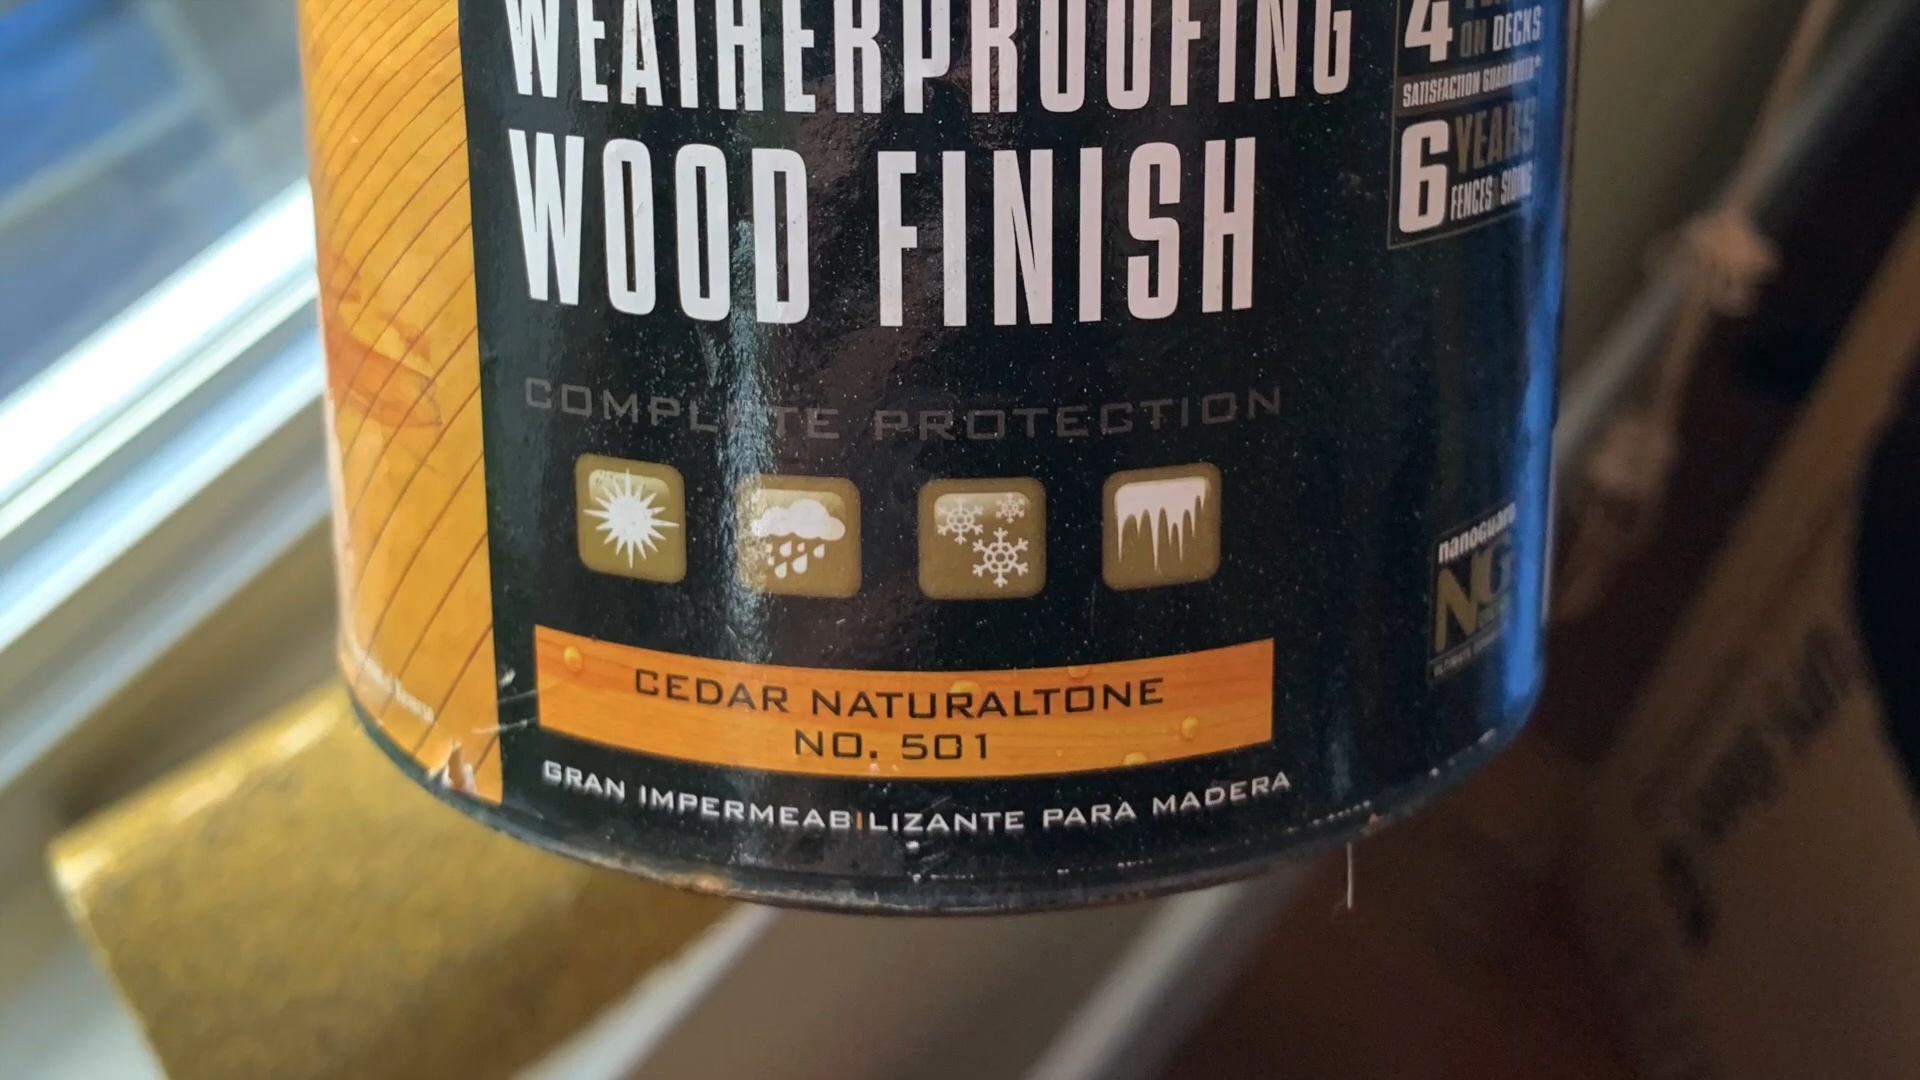 WEATHERPROOFING
WOOD FINISH
4
ON DECKS
SATISFACTION GUARANTEED*
6 YEARS
FENCES SIDING
COMPLETE PROTECTION
nanoGuard
NG
CEDAR NATURALTONE
NO. 501
GRAN IMPERMEABILIZANTE PARA MADERA